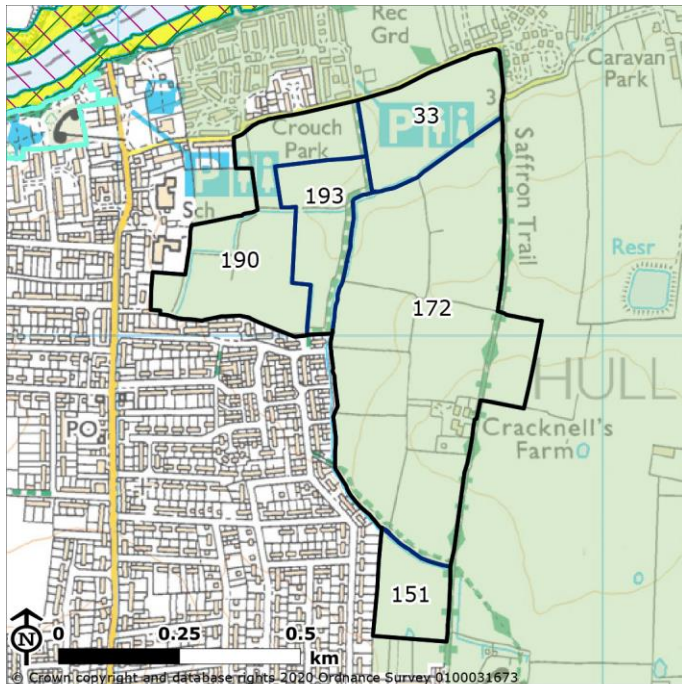 Rec
Grd
Caravan
Park
33
3
Crouch
Park
P
Saffron Trail
P
193
Sch
190
Resr
172
HULL
PO
Cracknell's
Farm
151
N
0 0.25 0.5
km
© Crown copyright and database rights 2020 Ordnance Survey 0100031673